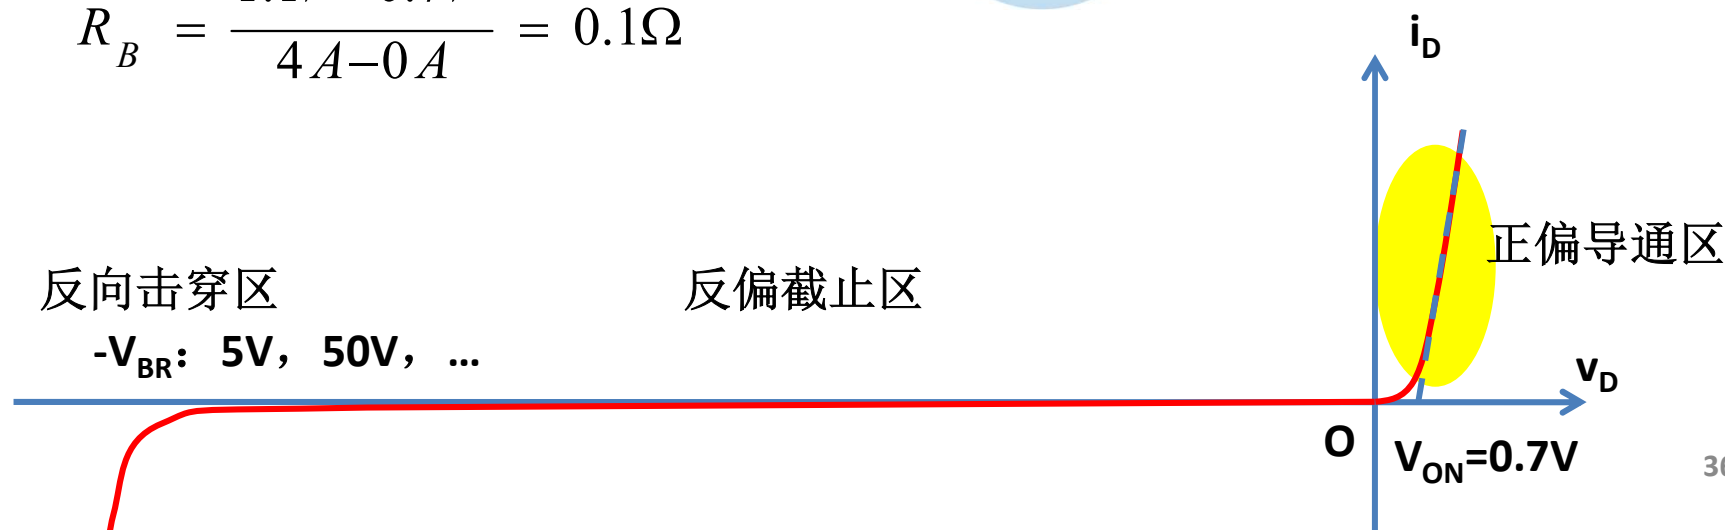 R_B = ———— = 0.1Ω
4A−0A
i_D
正偏导通区
反向击穿区
反偏截止区
-V_BR：5V，50V，…
v_D
O
V_ON=0.7V